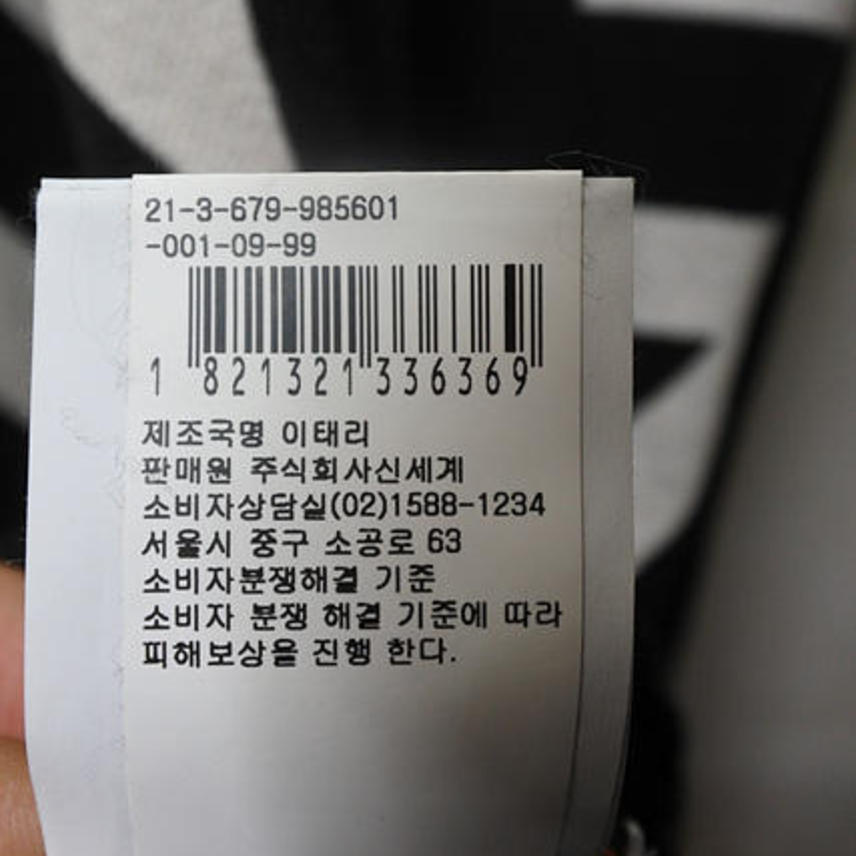 21-3-679-985601
-001-09-99
1 821321 336369
제조국명 이태리
판매원 주식회사신세계
소비자상담실(02)1588-1234
서울시 중구 소공로 63
소비자분쟁해결 기준
소비자 분쟁 해결 기준에 따라
피해보상을 진행 한다.